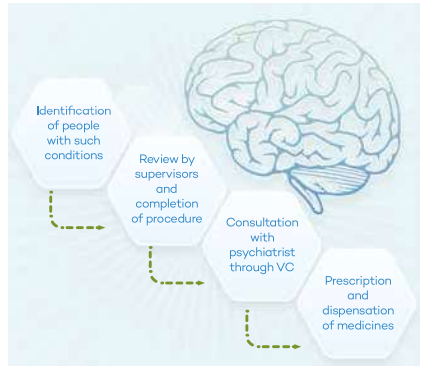 Identification
of people
with such
conditions
Review by
supervisors
and
completion
of procedure
Consultation
with
psychiatrist
through VC
Prescription
and
dispensation
of medicines